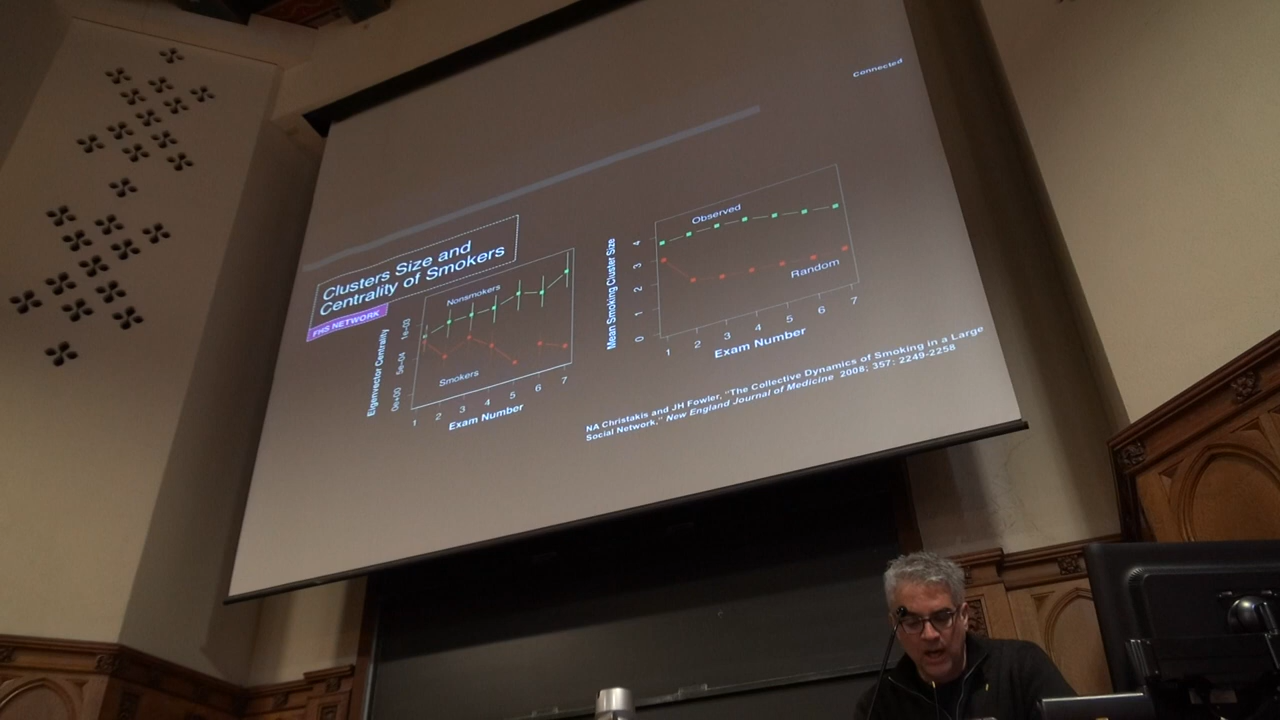 Connected
Clusters Size and
Centrality of Smokers
FHS NETWORK
Eigenvector Centrality
0e+00 5e-04 1e-03
Nonsmokers
Smokers
1 2 3 4 5 6 7
Exam Number
Mean Smoking Cluster Size
0 1 2 3 4
Observed
Random
1 2 3 4 5 6 7
Exam Number
NA Christakis and JH Fowler, "The Collective Dynamics of Smoking in a Large
Social Network," New England Journal of Medicine 2008; 357: 2249-2258